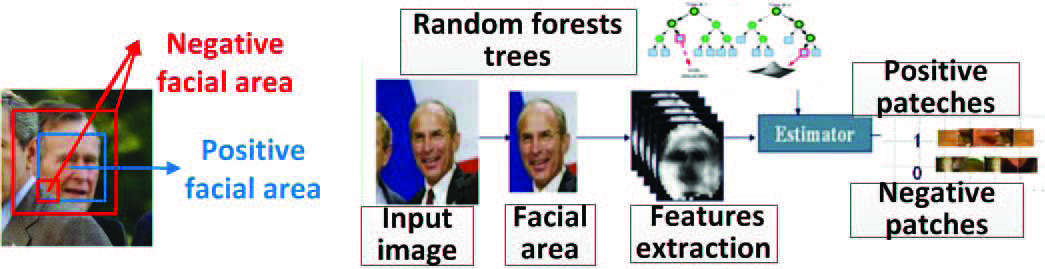 Negative
facial area
Positive
facial area
Random forests
trees
Input
image
Facial
area
Features
extraction
Estimator
Positive
pateches
1
0
Negative
patches